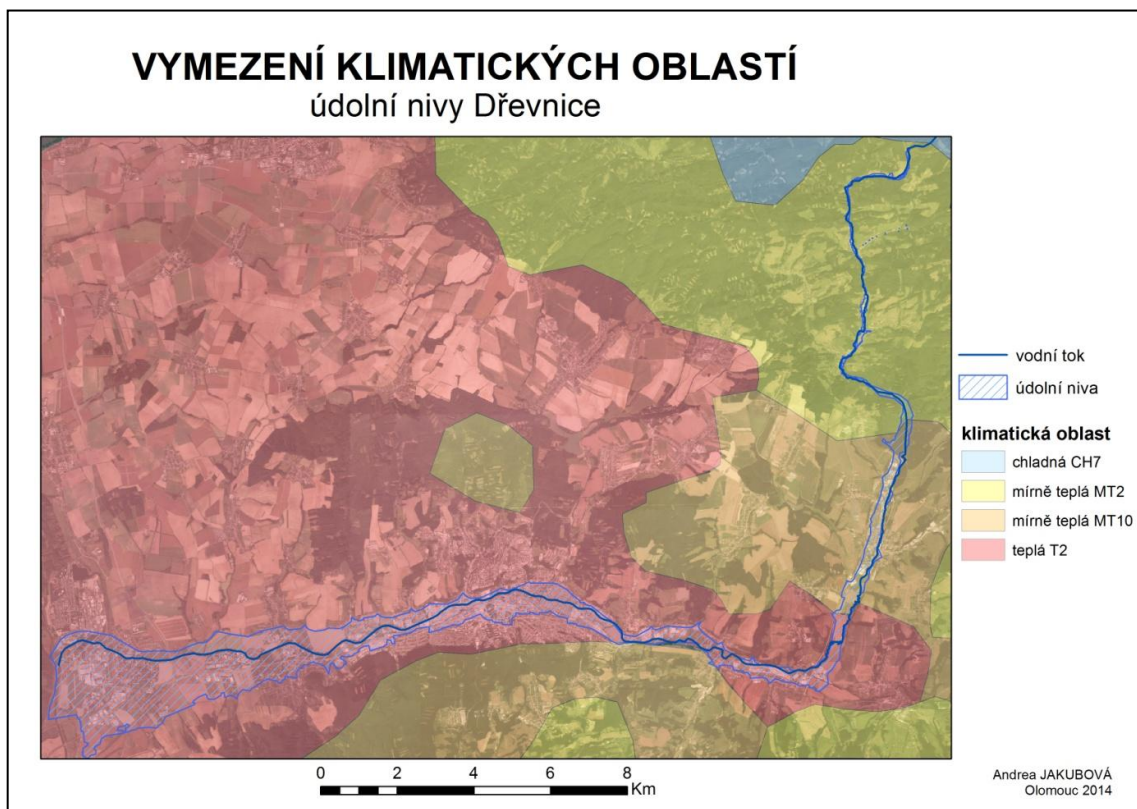 VYMEZENÍ KLIMATICKÝCH OBLASTÍ
údolní nivy Dřevnice
vodní tok
údolní niva
klimatická oblast
chladná CH7
mírně teplá MT2
mírně teplá MT10
teplá T2
0 2 4 6 8
Km
Andrea JAKUBOVÁ
Olomouc 2014